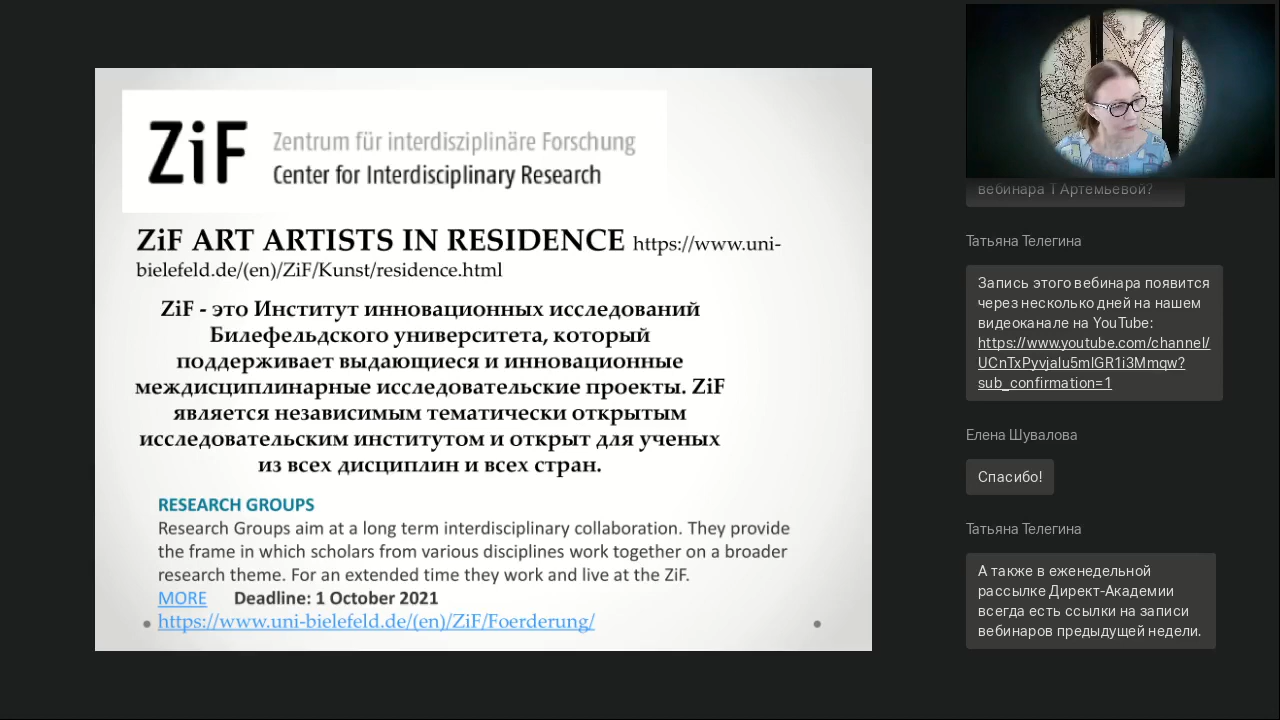 ZiF
Zentrum für interdisziplinäre Forschung
Center for Interdisciplinary Research
ZiF ART ARTISTS IN RESIDENCE https://www.uni-
bielefeld.de/(en)/ZiF/Kunst/residence.html
ZiF - это Институт инновационных исследований
Билефельдского университета, который
поддерживает выдающиеся и инновационные
междисциплинарные исследовательские проекты. ZiF
является независимым тематически открытым
исследовательским институтом и открыт для ученых
из всех дисциплин и всех стран.
RESEARCH GROUPS
Research Groups aim at a long term interdisciplinary collaboration. They provide
the frame in which scholars from various disciplines work together on a broader
research theme. For an extended time they work and live at the ZiF.
MORE Deadline: 1 October 2021
https://www.uni-bielefeld.de/(en)/ZiF/Foerderung/
вебинара 1 Артемьевой?
Татьяна Телегина
Запись этого вебинара появится
через несколько дней на нашем
видеоканале на YouTube:
https://www.youtube.com/channel/
UCnTxPyvjalu5mlGR1i3Mmqw?
sub_confirmation=1
Елена Шувалова
Спасибо!
Татьяна Телегина
А также в еженедельной
рассылке Директ-Академии
всегда есть ссылки на записи
вебинаров предыдущей недели.